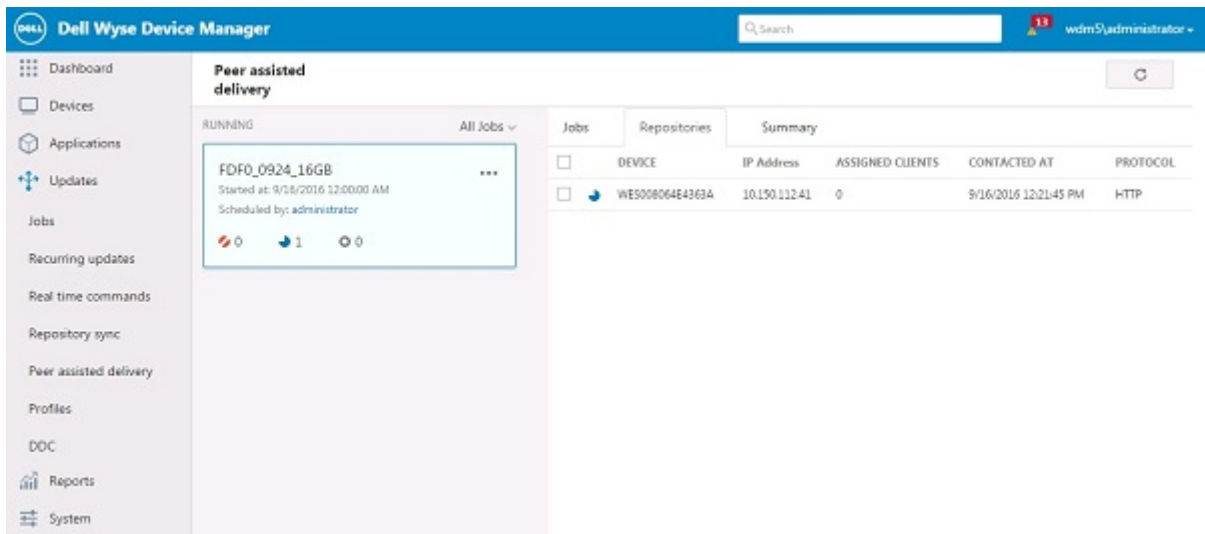 DELL Dell Wyse Device Manager
Search
13
wdm5\administrator
Dashboard
Devices
Applications
Updates
Jobs
Recurring updates
Real time commands
Repository sync
Peer assisted delivery
Profiles
DDC
Reports
System
Peer assisted
delivery
RUNNING
All Jobs
FDF0_0924_16GB
Started at: 9/16/2016 12:00:00 AM
Scheduled by: administrator
0 1 0
Jobs Repositories Summary
DEVICE IP Address ASSIGNED CLIENTS CONTACTED AT PROTOCOL
WES008064E4363A 10.150.112.41 0 9/16/2016 12:21:45 PM HTTP